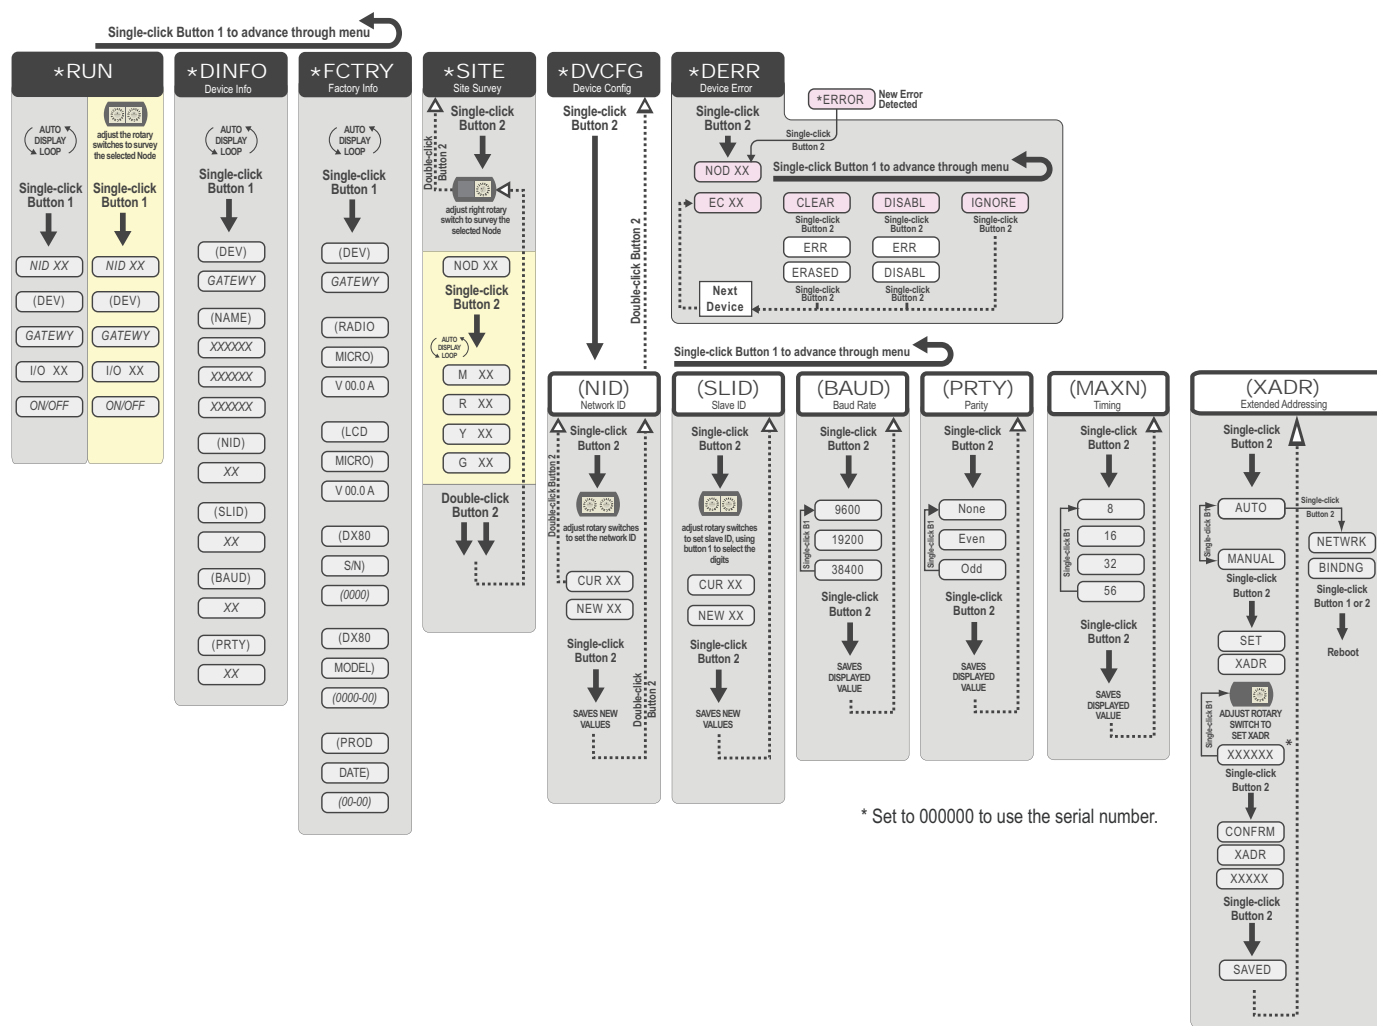 Single-click Button 1 to advance through menu
*RUN
adjust the rotary
switches to survey
the selected Node
AUTO
DISPLAY
LOOP
Single-click
Button 1
NID XX
(DEV)
GATEWY
I/O XX
ON/OFF
Single-click
Button 1
NID XX
(DEV)
GATEWY
I/O XX
ON/OFF
*DINFO
Device Info
AUTO
DISPLAY
LOOP
Single-click
Button 1
(DEV)
GATEWY
(NAME)
XXXXXX
XXXXXX
XXXXXX
(NID)
XX
(SLID)
XX
(BAUD)
XX
(PRTY)
XX
*FCTRY
Factory Info
AUTO
DISPLAY
LOOP
Single-click
Button 1
(DEV)
GATEWY
(RADIO
MICRO)
V 00.0 A
(LCD
MICRO)
V 00.0 A
(DX80
S/N)
(0000)
(DX80
MODEL)
(0000-00)
(PROD
DATE)
(00-00)
*SITE
Site Survey
Single-click
Button 2
Double-click
Button 2
adjust right rotary
switch to survey the
selected Node
NOD XX
Single-click
Button 2
AUTO
DISPLAY
LOOP
M XX
R XX
Y XX
G XX
Double-click
Button 2
*DVCFG
Device Config
Single-click
Button 2
Double-click Button 2
*DERR
Device Error
Single-click
Button 2
*ERROR
New Error
Detected
Single-click
Button 2
NOD XX
Single-click Button 1 to advance through menu
EC XX
CLEAR
Single-click
Button 2
ERR
ERASED
Single-click
Button 2
DISABL
Single-click
Button 2
ERR
DISABL
Single-click
Button 2
IGNORE
Single-click
Button 2
Next
Device
Single-click Button 1 to advance through menu
(NID)
Network ID
Single-click
Button 2
Double-click Button 2
adjust rotary switches
to set the network ID
CUR XX
NEW XX
Single-click
Button 2
Double-click
Button 2
SAVES NEW
VALUES
(SLID)
Slave ID
Single-click
Button 2
adjust rotary switches
to set slave ID, using
button 1 to select the
digits
CUR XX
NEW XX
Single-click
Button 2
SAVES NEW
VALUES
(BAUD)
Baud Rate
Single-click
Button 2
Single-click B1
9600
19200
38400
Single-click
Button 2
SAVES
DISPLAYED
VALUE
(PRTY)
Parity
Single-click
Button 2
Single-click B1
None
Even
Odd
Single-click
Button 2
SAVES
DISPLAYED
VALUE
(MAXN)
Timing
Single-click
Button 2
Single-click B1
8
16
32
56
Single-click
Button 2
SAVES
DISPLAYED
VALUE
(XADR)
Extended Addressing
Single-click
Button 2
Single-click B1
AUTO
Single-click
Button 2
NETWRK
BINDNG
Single-click
Button 1 or 2
Reboot
MANUAL
Single-click
Button 2
SET
XADR
Single-click B1
ADJUST ROTARY
SWITCH TO
SET XADR
XXXXXX *
Single-click
Button 2
CONFRM
XADR
XXXXX
Single-click
Button 2
SAVED
* Set to 000000 to use the serial number.